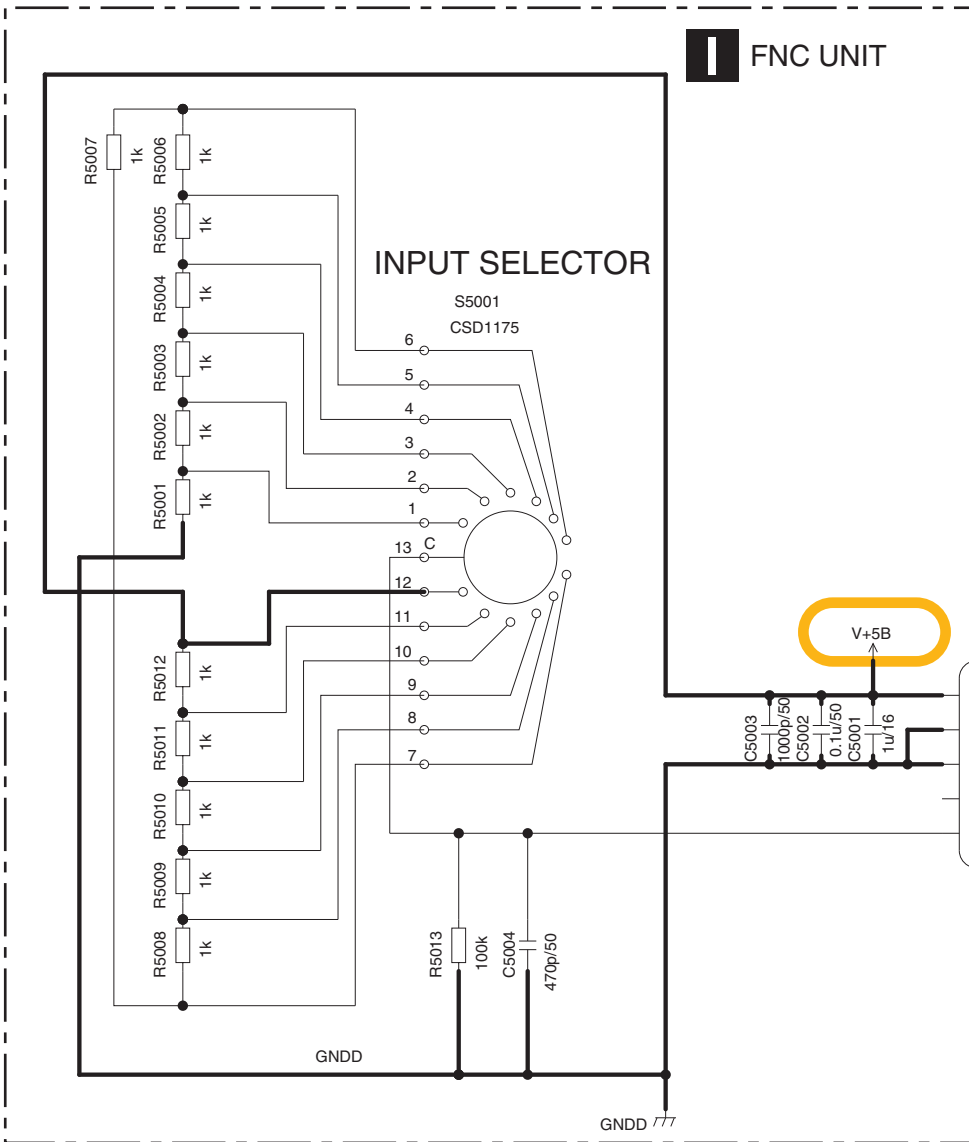 I FNC UNIT
R5007
1k
R5006
1k
R5005
1k
R5004
1k
R5003
1k
R5002
1k
R5001
1k
INPUT SELECTOR
S5001
CSD1175
6
5
4
3
2
1
13 C
12
11
10
9
8
7
R5012
1k
R5011
1k
R5010
1k
R5009
1k
R5008
1k
V+5B
C5003
1000p/50
C5002
0.1u/50
C5001
1u/16
R5013
100k
C5004
470p/50
GNDD
GNDD